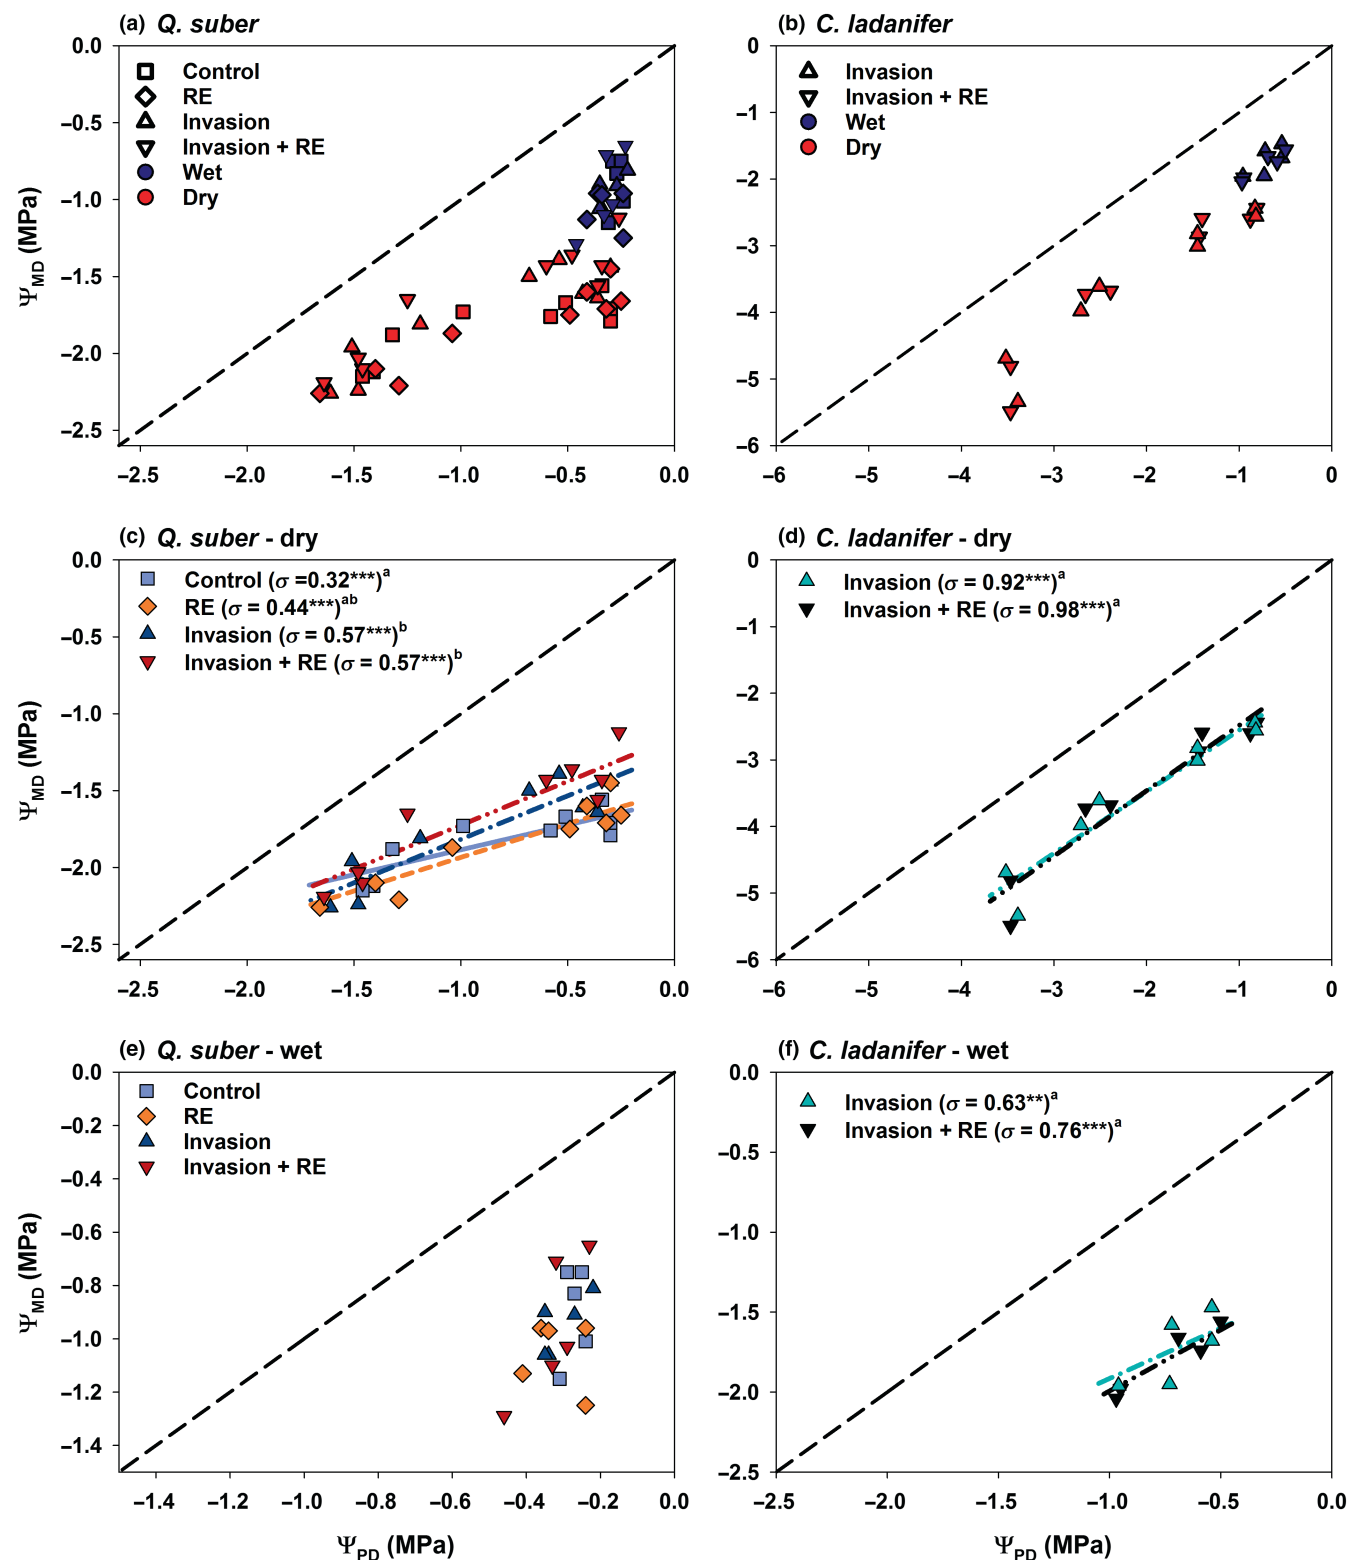 (a) Q. suber
0.0
−0.5
−1.0
−1.5
−2.0
−2.5
Ψ_MD (MPa)
Control
RE
Invasion
Invasion + RE
Wet
Dry
−2.5 −2.0 −1.5 −1.0 −0.5 0.0
(b) C. ladanifer
0
−1
−2
−3
−4
−5
−6
Invasion
Invasion + RE
Wet
Dry
−6 −5 −4 −3 −2 −1 0
(c) Q. suber - dry
0.0
−0.5
−1.0
−1.5
−2.0
−2.5
Ψ_MD (MPa)
Control (σ =0.32***)^a
RE (σ = 0.44***)^ab
Invasion (σ = 0.57***)^b
Invasion + RE (σ = 0.57***)^b
−2.5 −2.0 −1.5 −1.0 −0.5 0.0
(d) C. ladanifer - dry
0
−1
−2
−3
−4
−5
−6
Invasion (σ = 0.92***)^a
Invasion + RE (σ = 0.98***)^a
−6 −5 −4 −3 −2 −1 0
(e) Q. suber - wet
0.0
−0.2
−0.4
−0.6
−0.8
−1.0
−1.2
−1.4
Ψ_MD (MPa)
Control
RE
Invasion
Invasion + RE
−1.4 −1.2 −1.0 −0.8 −0.6 −0.4 −0.2 0.0
Ψ_PD (MPa)
(f) C. ladanifer - wet
0.0
−0.5
−1.0
−1.5
−2.0
−2.5
Invasion (σ = 0.63**)^a
Invasion + RE (σ = 0.76***)^a
−2.5 −2.0 −1.5 −1.0 −0.5 0.0
Ψ_PD (MPa)